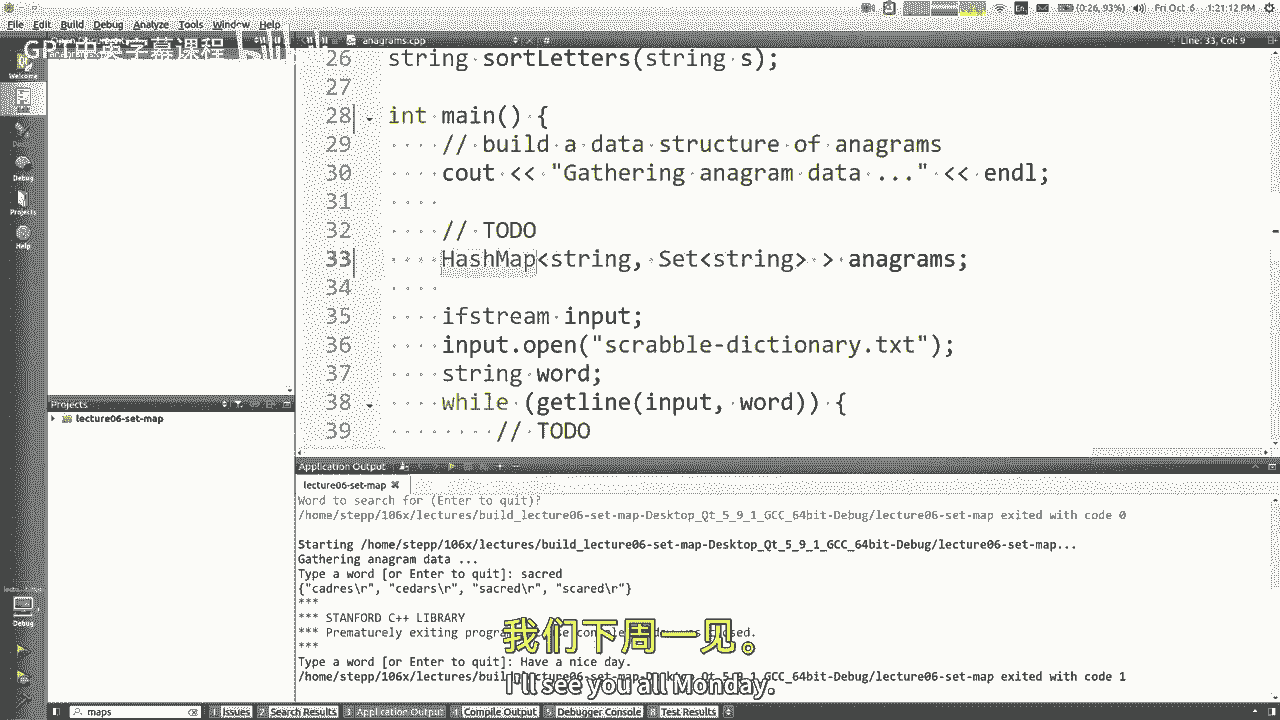 File Edit Build Debug Analyze Tools Window Help
(0:26, 93%) Fri Oct 6 1:21:12 PM
GPT中英字幕课程
anagrams.cpp
Line: 33, Col: 9
Welcome
Debug
Projects
Help
26 string sortLetters(string s);
27
28 int main() {
29 // build a data structure of anagrams
30 cout << "Gathering anagram data ..." << endl;
31
32 // TODO
33 HashMap<string, Set<string> > anagrams;
34
35 ifstream input;
36 input.open("scrabble-dictionary.txt");
37 string word;
38 while (getline(input, word)) {
39 // TODO
Projects
lecture06-set-map
Application Output
lecture06-set-map
Word to search for (Enter to quit)?
/home/stepp/106x/lectures/build_lecture06-set-map-Desktop_Qt_5_9_1_GCC_64bit-Debug/lecture06-set-map exited with code 0
Starting /home/stepp/106x/lectures/build_lecture06-set-map-Desktop_Qt_5_9_1_GCC_64bit-Debug/lecture06-set-map...
Gathering anagram data ...
Type a word [or Enter to quit]: sacred
{"cadres\r", "cedars\r", "sacred\r", "scared\r"}
***
*** STANFORD C++ LIBRARY
*** Prematurely exiting program closed.
***
Type a word [or Enter to quit]: Have a nice day.
/home/stepp/106x/lectures/build_lecture06-set-map-Desktop_Qt_5_9_1_GCC_64bit-Debug/lecture06-set-map exited with code 1
我们下周一见。
I'll see you all Monday.
Debug
maps
1 Issues 2 Search Results 3 Application Output 4 Compile Output 5 Debugger Console 8 Test Results